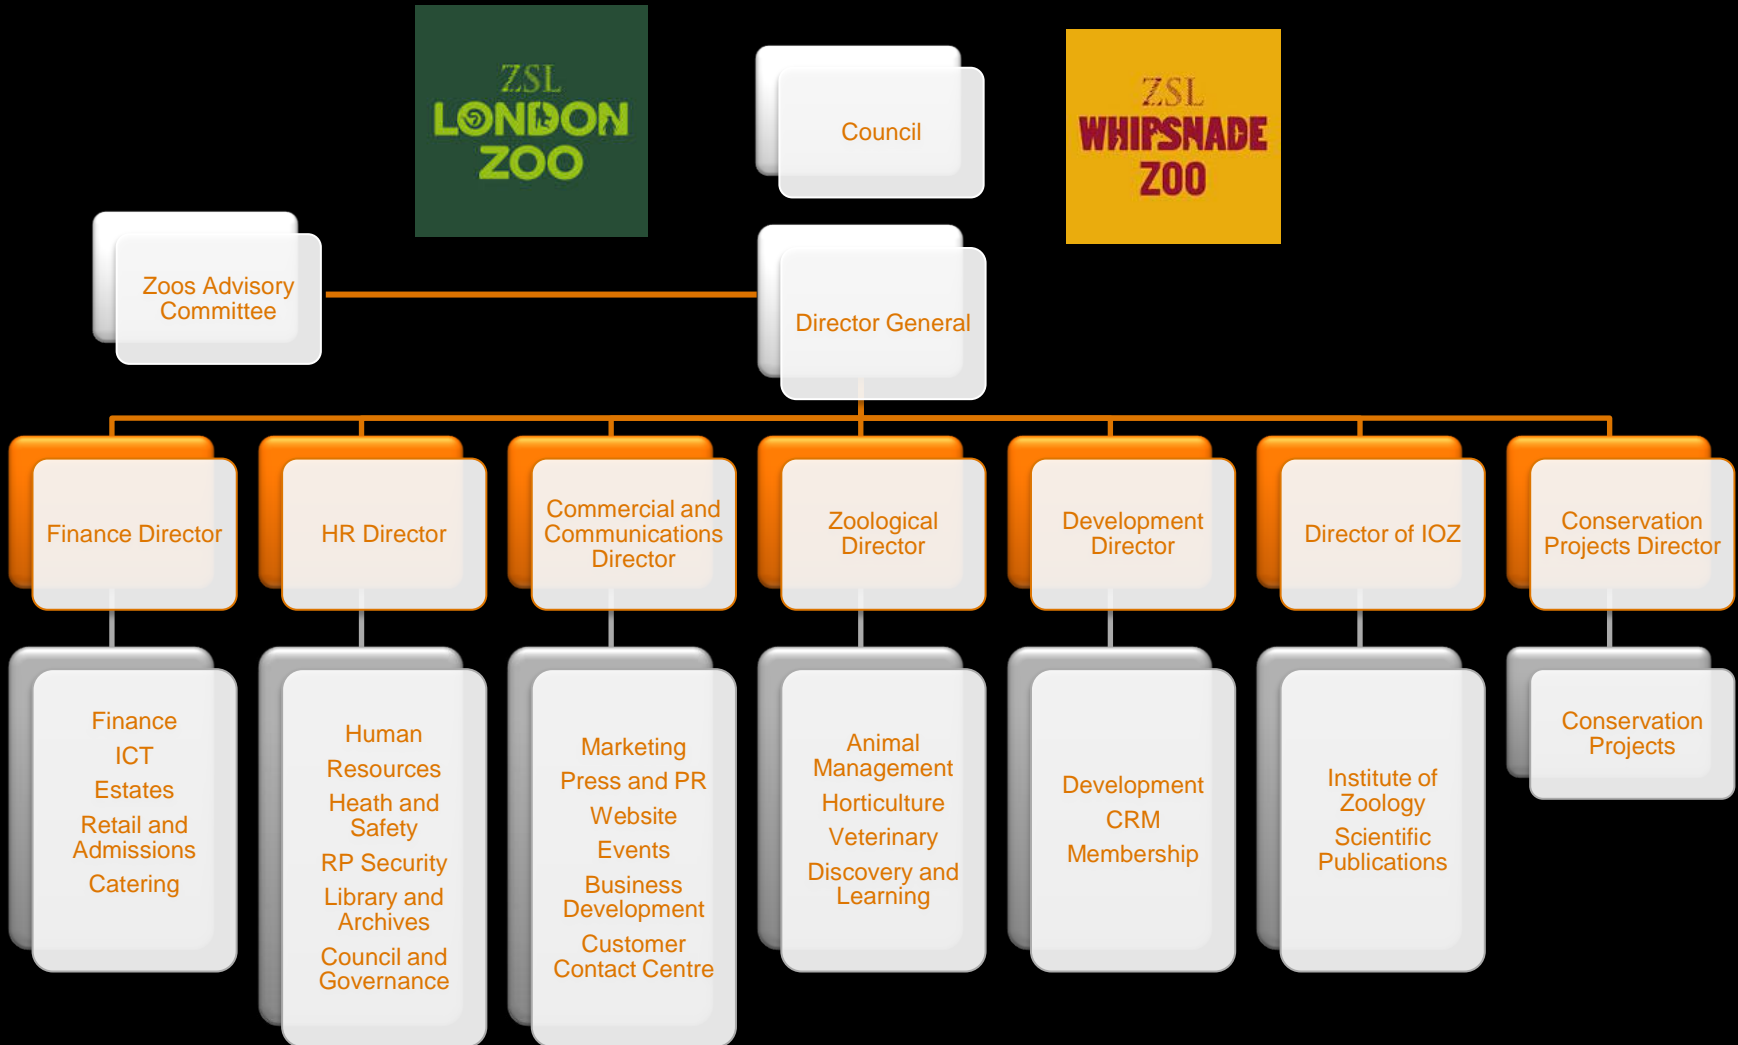 ZSL
LONDON
ZOO
Council
ZSL
WHIPSNADE
ZOO
Zoos Advisory
Committee
Director General
Finance Director
HR Director
Commercial and
Communications
Director
Zoological
Director
Development
Director
Director of IOZ
Conservation
Projects Director
Finance
ICT
Estates
Retail and
Admissions
Catering
Human
Resources
Heath and
Safety
RP Security
Library and
Archives
Council and
Governance
Marketing
Press and PR
Website
Events
Business
Development
Customer
Contact Centre
Animal
Management
Horticulture
Veterinary
Discovery and
Learning
Development
CRM
Membership
Institute of
Zoology
Scientific
Publications
Conservation
Projects